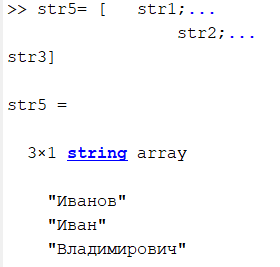 >> str5= [   str1;...
str2;...
str3]
str5 =
3×1 string array
"Иванов"
"Иван"
"Владимирович"